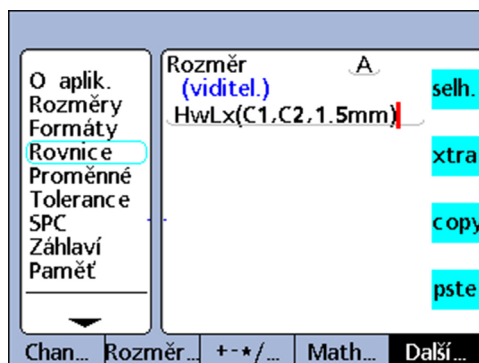 O aplik.
Rozměry
Formáty
Rovnice
Proměnné
Tolerance
SPC
Záhlaví
Paměť
Rozměr A
(viditel.)
HwLx(C1,C2,1.5mm)
selh.
xtra
copy
pste
Chan... Rozměr... +-*/... Math... Další...